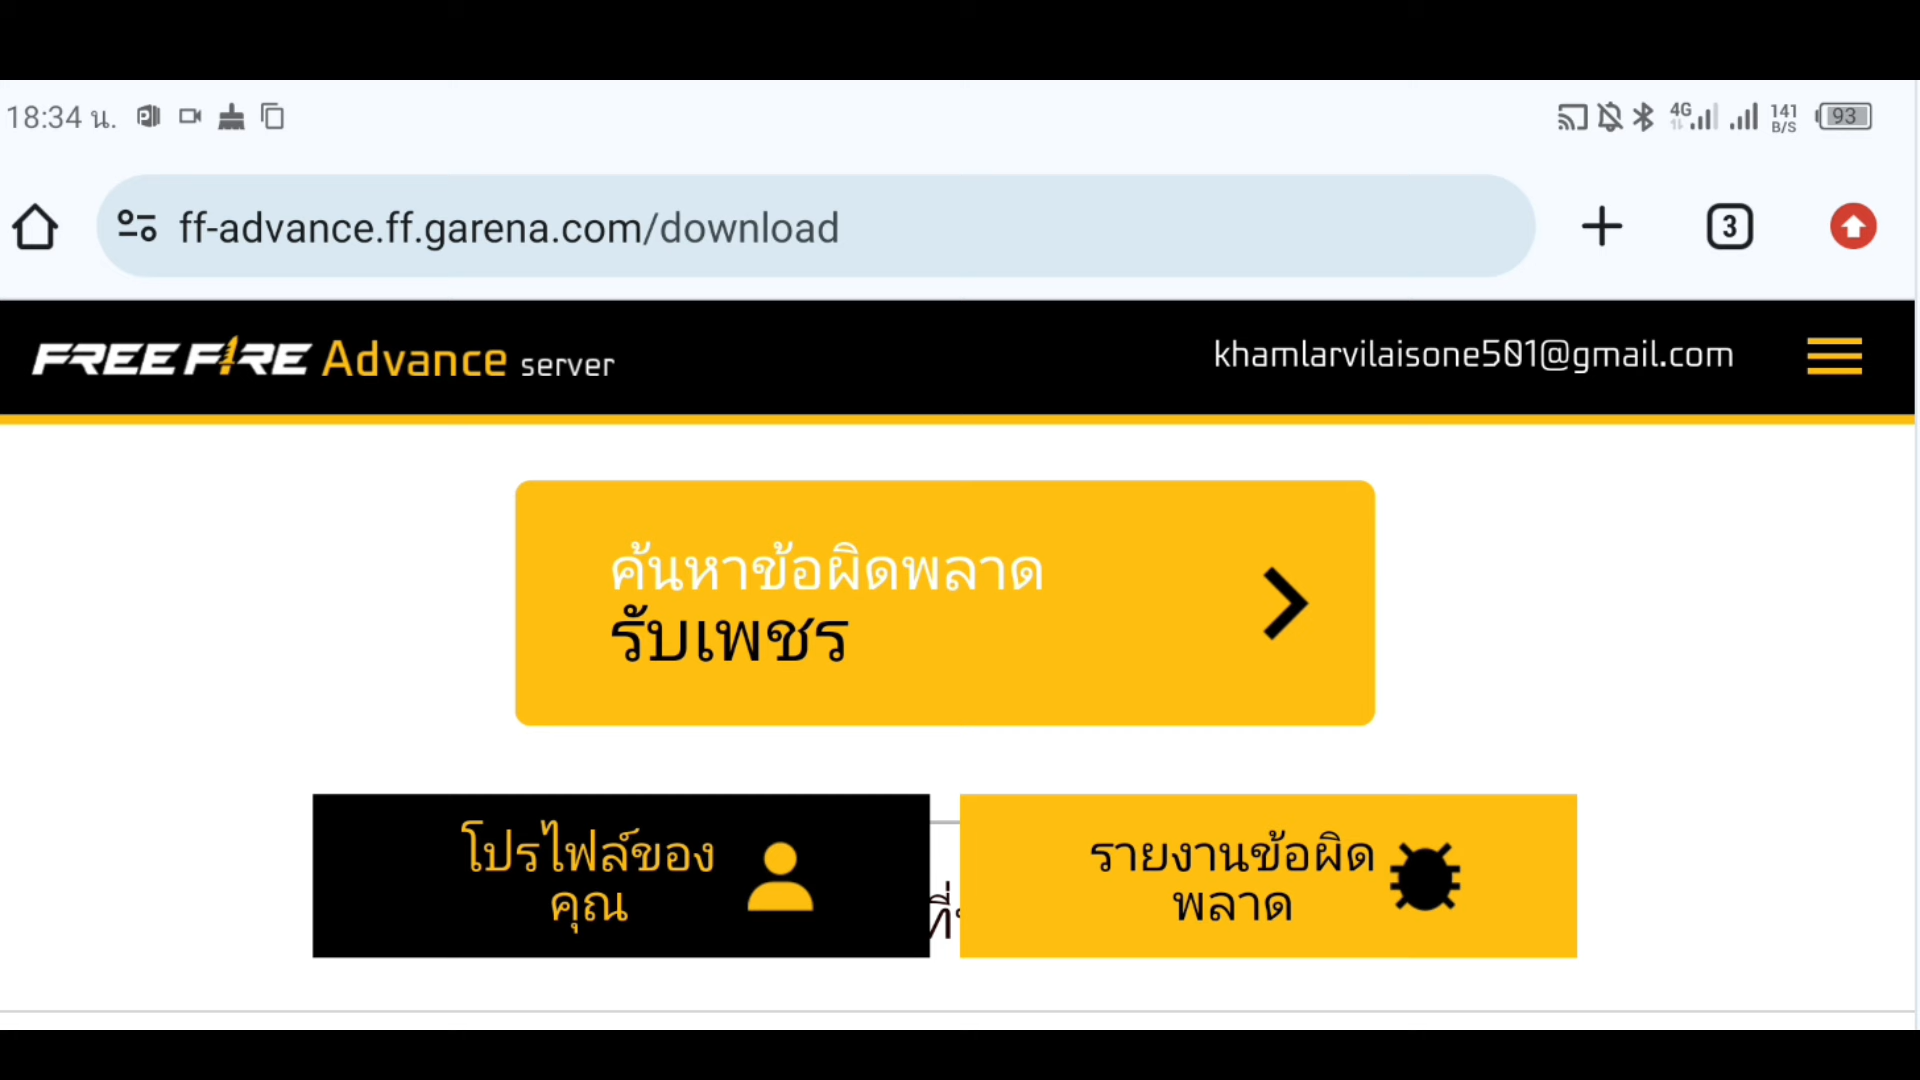 18:34 น.
4G
141
B/S
93
ff-advance.ff.garena.com/download
3
FREE FIRE Advance server
khamlarvilaisone501@gmail.com
ค้นหาข้อผิดพลาด
รับเพชร
โปรไฟล์ของ
คุณ
รายงานข้อผิด
พลาด
ที่